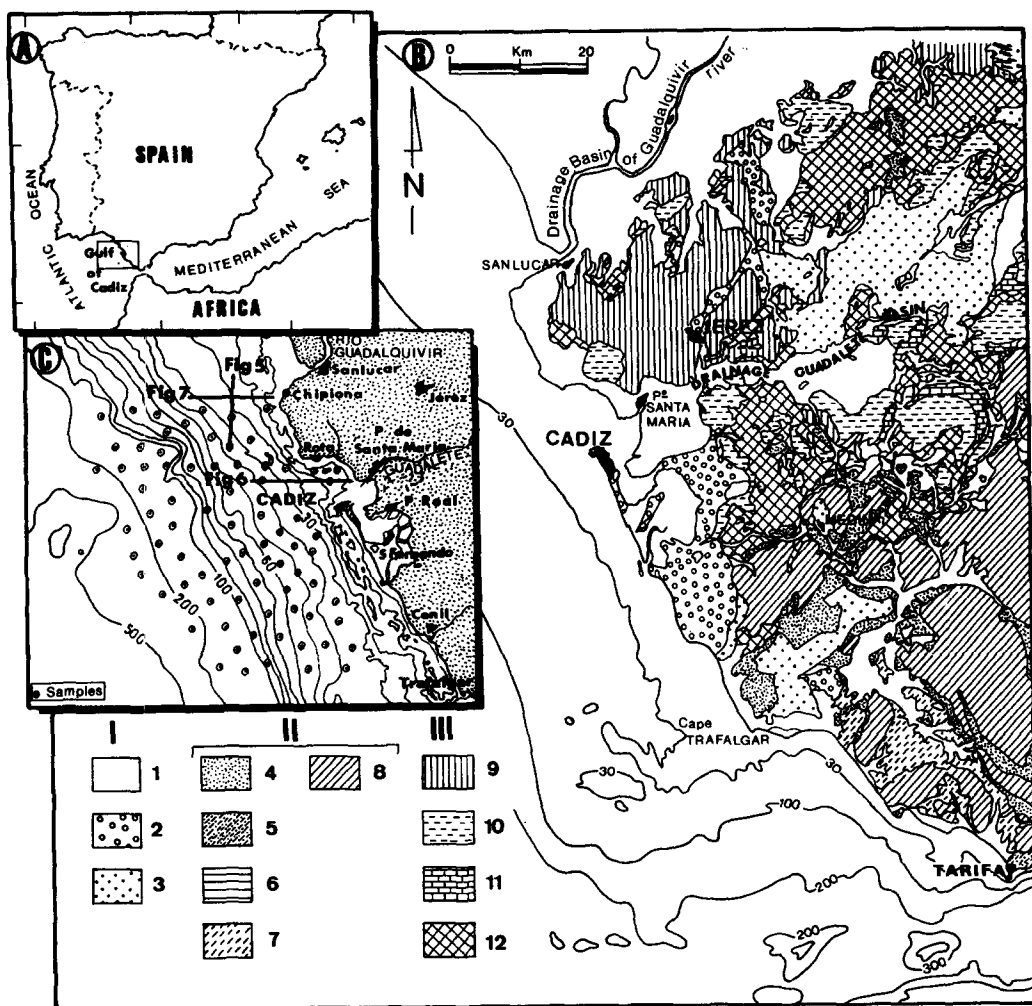 A
SPAIN
ATLANTIC OCEAN
Gulf
of
Cadiz
MEDITERRANEAN SEA
AFRICA
B
0 Km 20
N
Drainage Basin of Guadalquivir river
SANLUCAR
JEREZ
DRAINAGE GUADALETE BASIN
Pº SANTA MARIA
CADIZ
30
Cape
TRAFALGAR
30
30
100
200
200
300
TARIFA
C
RIO
GUADALQUIVIR
Sanlucar
Fig 5
Fig 7
Chipiona
Jerez
Rota
P. de
Santa Maria
GUADALETE
Fig 6
CADIZ
P. Real
S. Fernando
Conil
Trafalgar
10
60
100
200
500
Samples
I II III
1 4 8 9
2 5 10
3 6 11
7 12